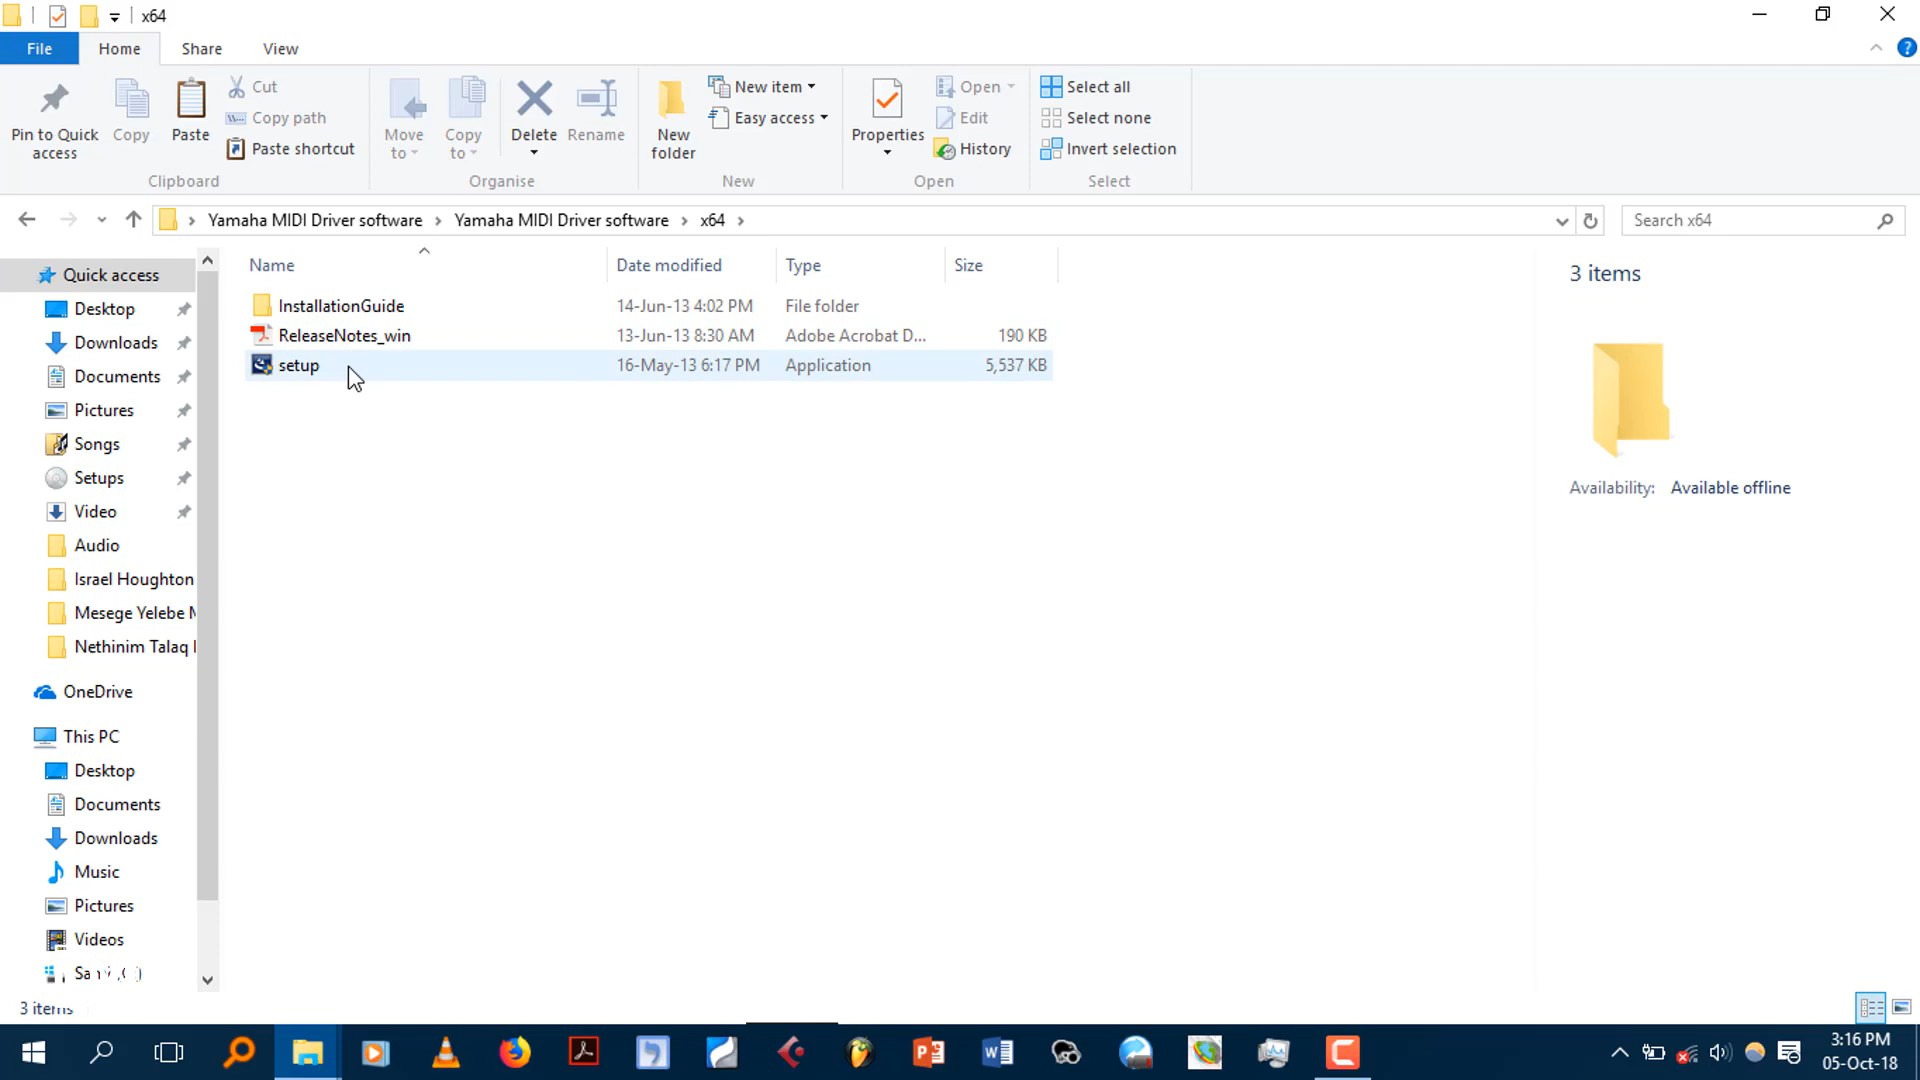 x64
File Home Share View
Pin to Quick access
Copy
Paste
Cut
Copy path
Paste shortcut
Clipboard
Move to
Copy to
Delete
Rename
Organise
New folder
New item
Easy access
New
Properties
Open
Edit
History
Open
Select all
Select none
Invert selection
Select
Yamaha MIDI Driver software Yamaha MIDI Driver software x64
Search x64
Name Date modified Type Size
InstallationGuide 14-Jun-13 4:02 PM File folder
ReleaseNotes_win 13-Jun-13 8:30 AM Adobe Acrobat D... 190 KB
setup 16-May-13 6:17 PM Application 5,537 KB
Quick access
Desktop
Downloads
Documents
Pictures
Songs
Setups
Video
Audio
Israel Houghton
Mesege Yelebe
Nethinim Talaq
OneDrive
This PC
Desktop
Documents
Downloads
Music
Pictures
Videos
3 items
Availability: Available offline
3 items
3:16 PM
05-Oct-18